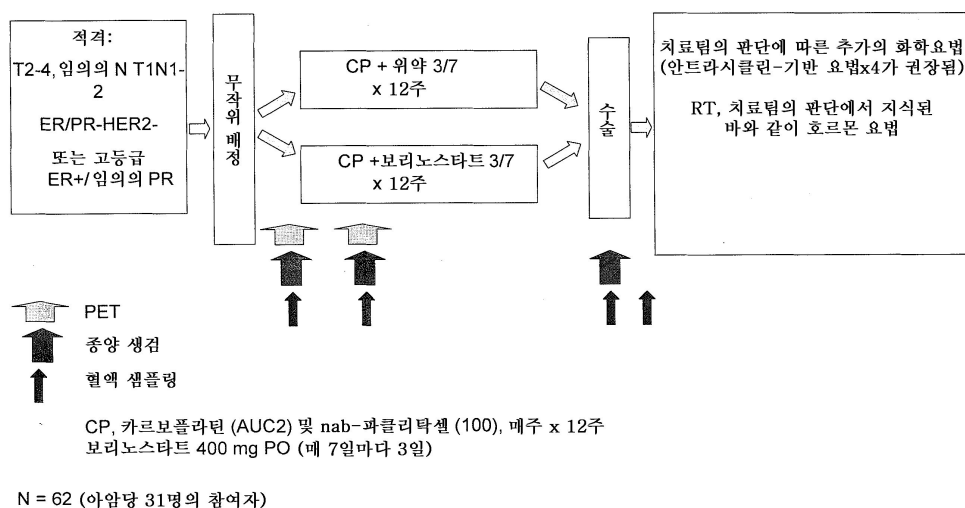 적격:
T2-4, 임의의 N T1N1-
2
ER/PR-HER2-
또는 고등급
ER+/임의의 PR
무작위 배정
CP + 위약 3/7
x 12주
CP +보리노스타트 3/7
x 12주
수술
치료팀의 판단에 따른 추가의 화학요법
(안트라시클린-기반 요법x4가 권장됨)
RT, 치료팀의 판단에서 지식된
바와 같이 호르몬 요법
PET
종양 생검
혈액 샘플링
CP, 카르보플라틴 (AUC2) 및 nab-파클리탁셀 (100), 매주 x 12주
보리노스타트 400 mg PO (매 7일마다 3일)
N = 62 (아암당 31명의 참여자)